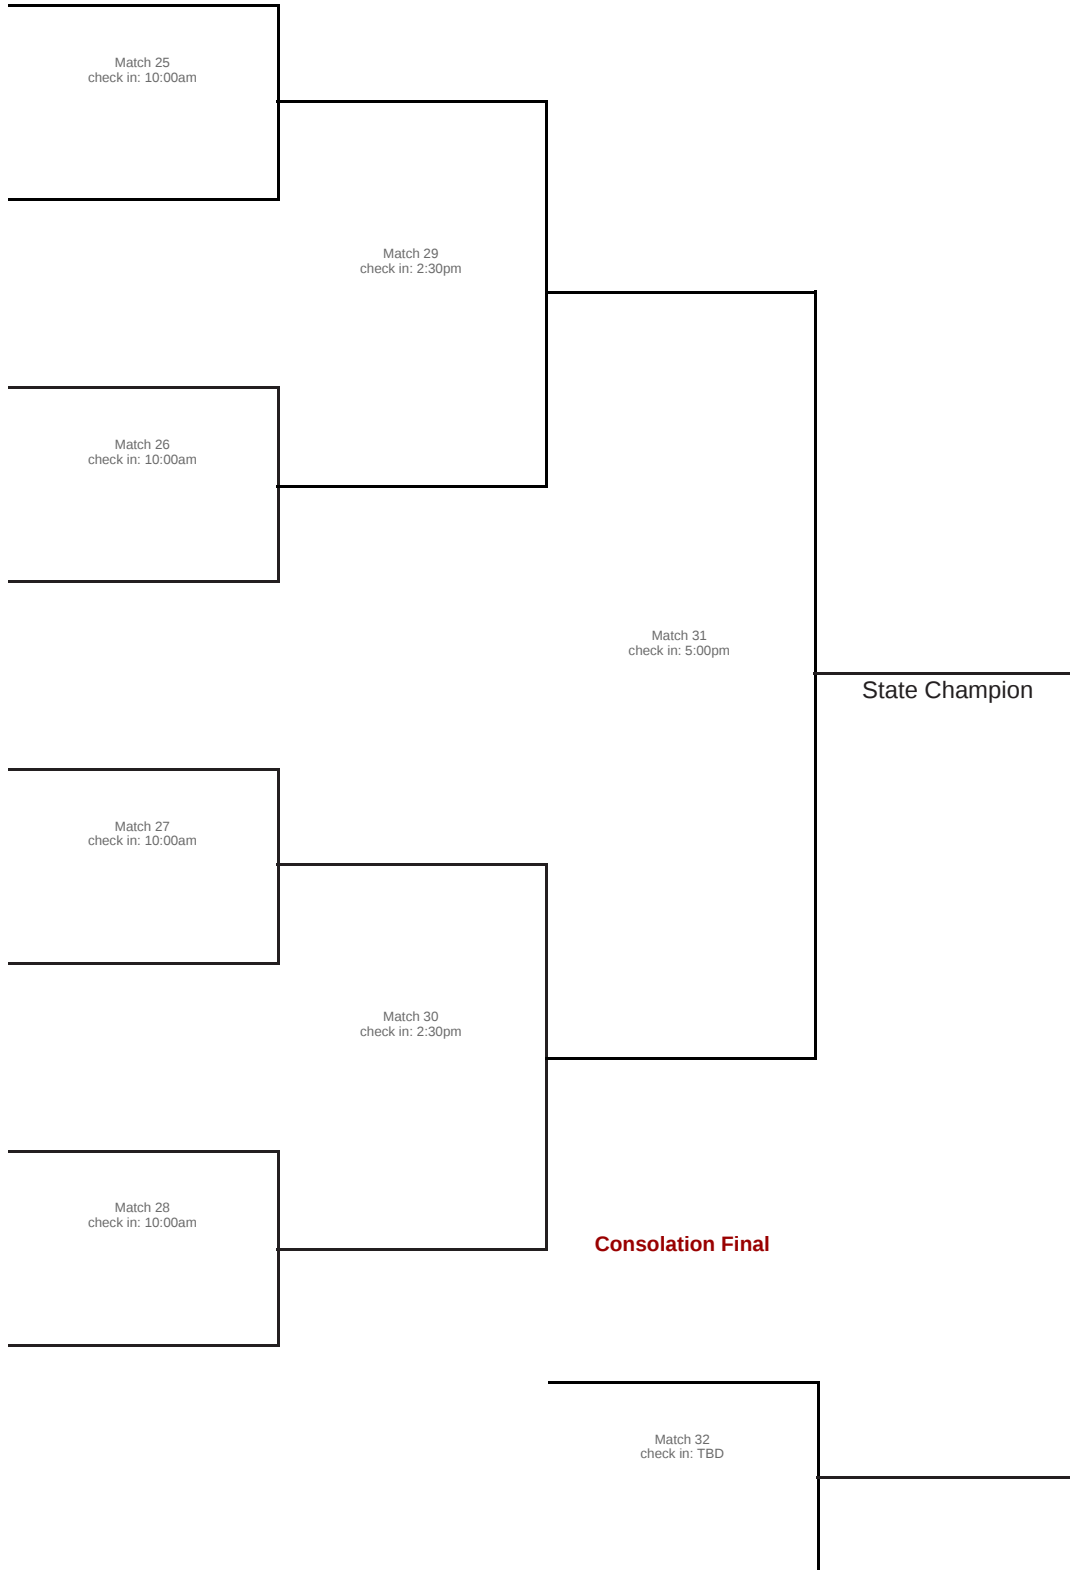 Match 25
check in: 10:00am
Match 29
check in: 2:30pm
Match 26
check in: 10:00am
Match 31
check in: 5:00pm
State Champion
Match 27
check in: 10:00am
Match 30
check in: 2:30pm
Match 28
check in: 10:00am
Consolation Final
Match 32
check in: TBD